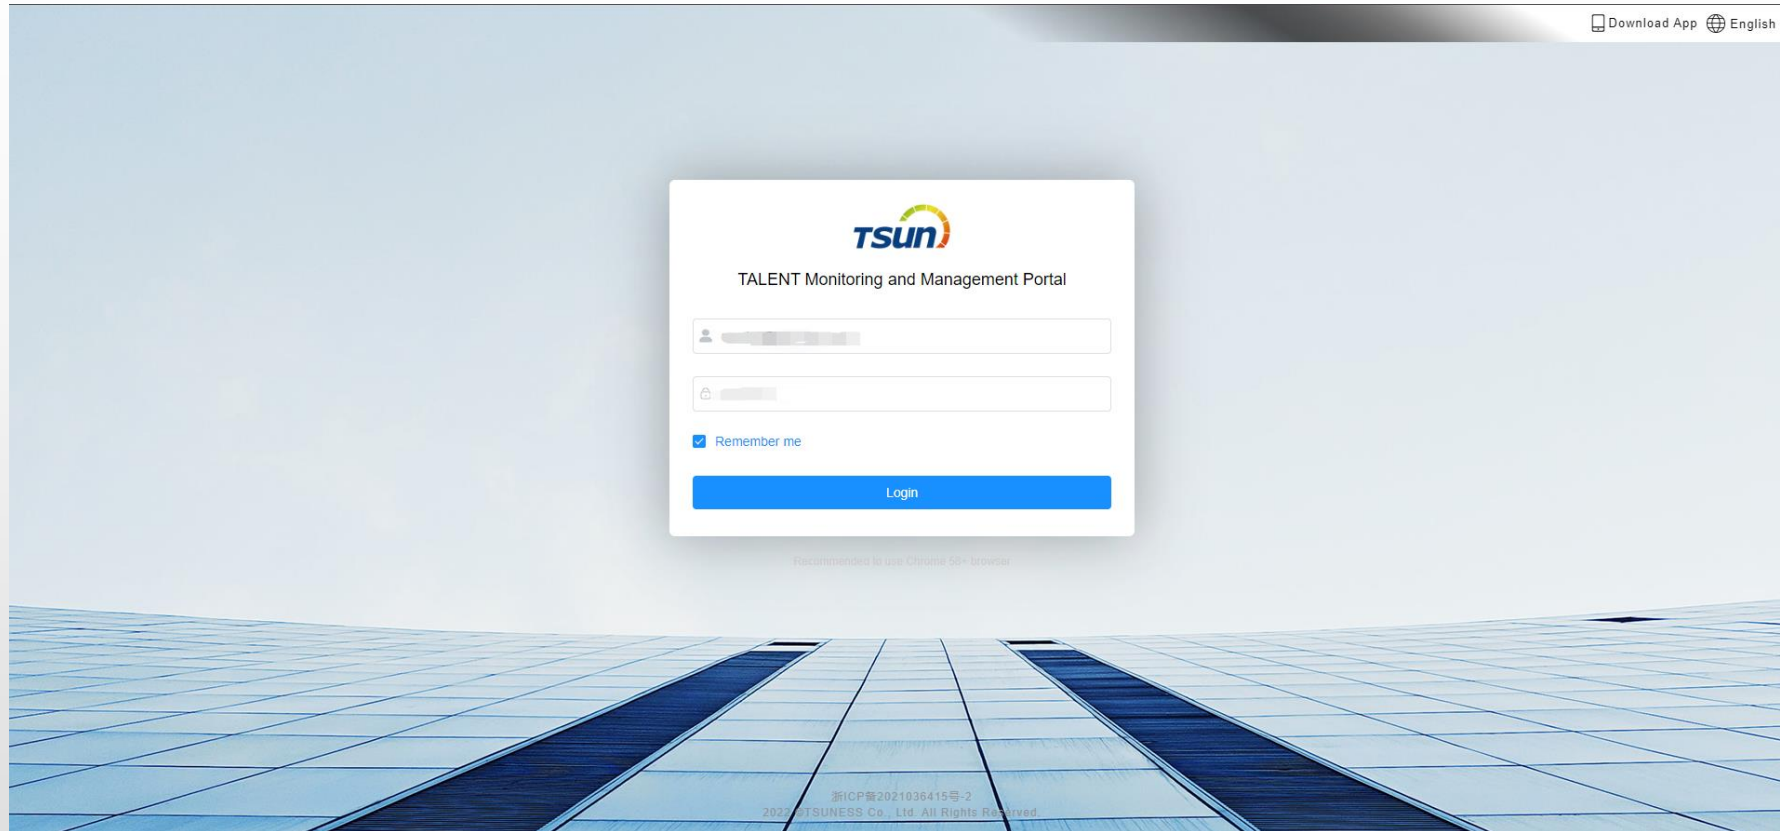 Download App English
TSUN
TALENT Monitoring and Management Portal
Remember me
Login
Recommended to use Chrome 50+ browser
浙ICP备2021036415号-2
2022 ©TSUNESS Co., Ltd. All Rights Reserved.